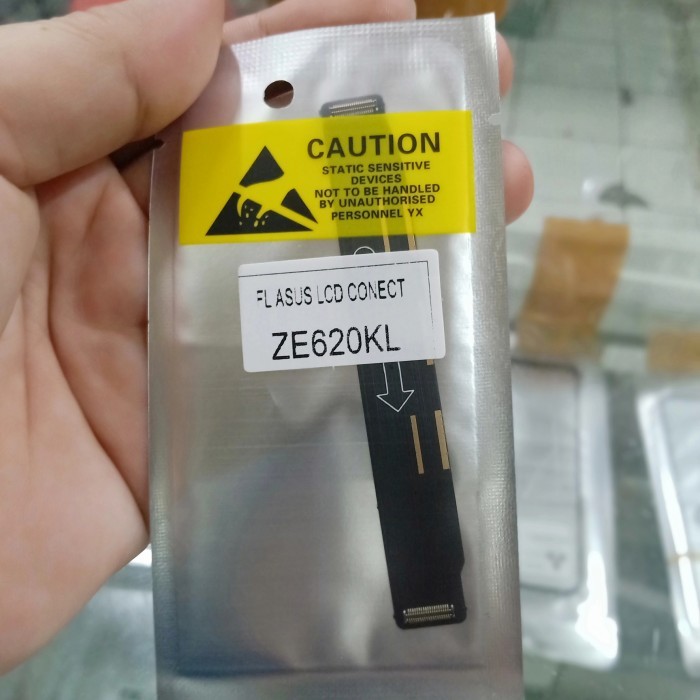 CAUTION
STATIC SENSITIVE
DEVICES
NOT TO BE HANDLED
BY UNAUTHORISED
PERSONNEL YX
FL ASUS LCD CONECT
ZE620KL